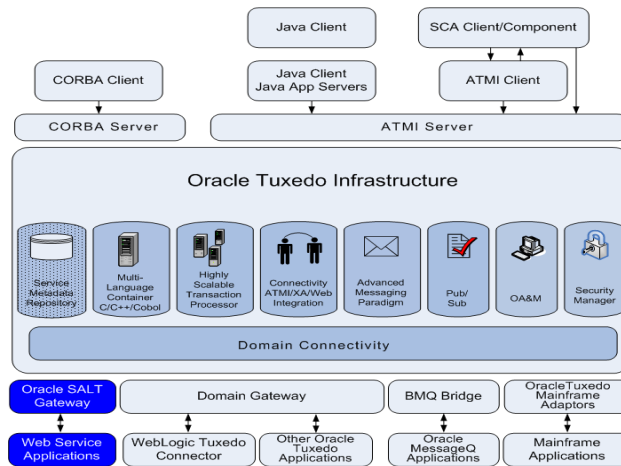 Java Client
SCA Client/Component
CORBA Client
Java Client
Java App Servers
ATMI Client
CORBA Server
ATMI Server
Oracle Tuxedo Infrastructure
Service
Metadata
Repository
Multi-
Language
Container
C/C++/Cobol
Highly
Scalable
Transaction
Processor
Connectivity
ATMI/XA/Web
Integration
Advanced
Messaging
Paradigm
Pub/
Sub
OA&M
Security
Manager
Domain Connectivity
Oracle SALT
Gateway
Domain Gateway
BMQ Bridge
OracleTuxedo
Mainframe
Adaptors
Web Service
Applications
WebLogic Tuxedo
Connector
Other Oracle
Tuxedo
Applications
Oracle
MessageQ
Applications
Mainframe
Applications